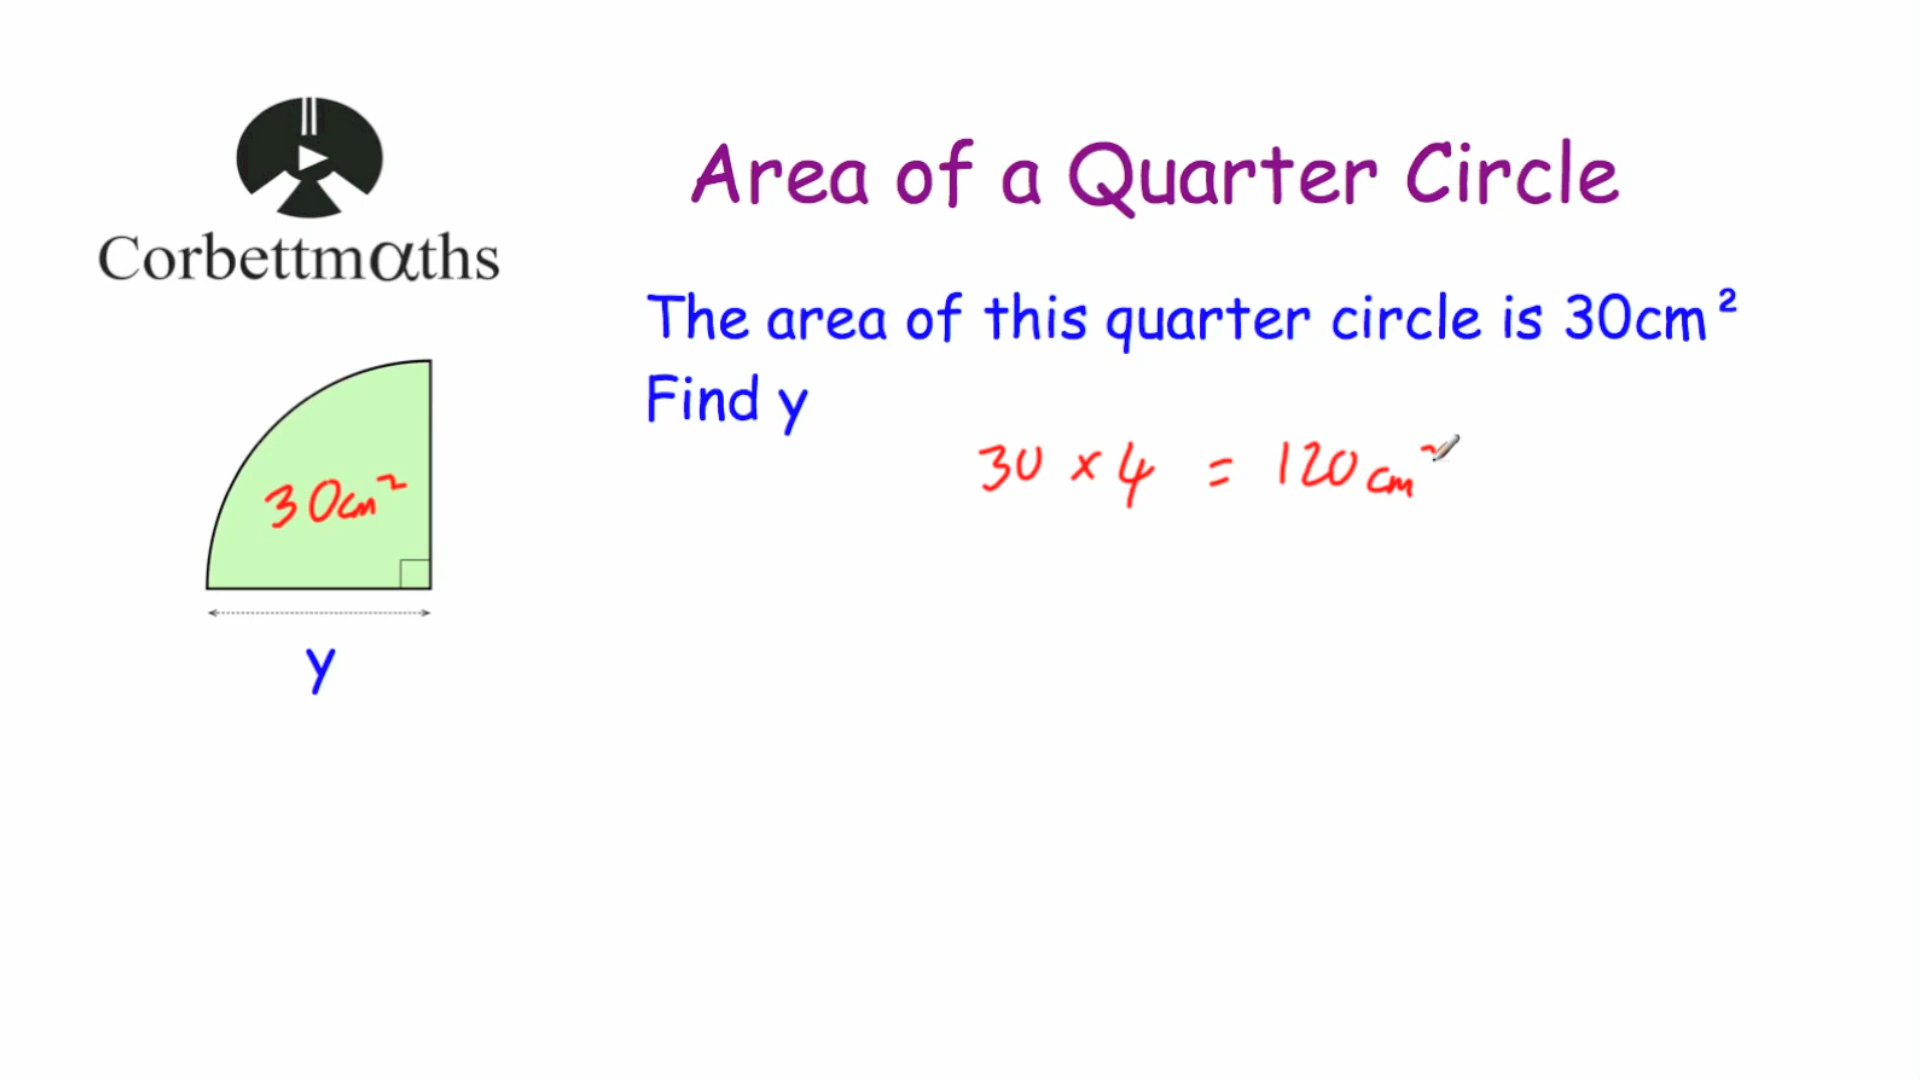 Corbettmαths
Area of a Quarter Circle
The area of this quarter circle is 30cm²
Find y
30 × 4 = 120cm²
30cm²
y